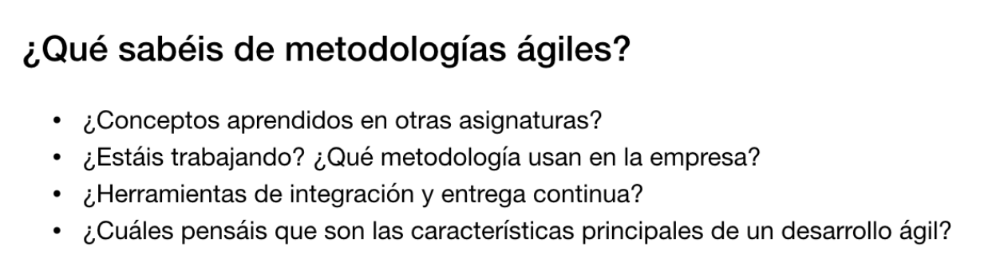 ¿Qué sabéis de metodologías ágiles?
• ¿Conceptos aprendidos en otras asignaturas?
• ¿Estáis trabajando? ¿Qué metodología usan en la empresa?
• ¿Herramientas de integración y entrega continua?
• ¿Cuáles pensáis que son las características principales de un desarrollo ágil?